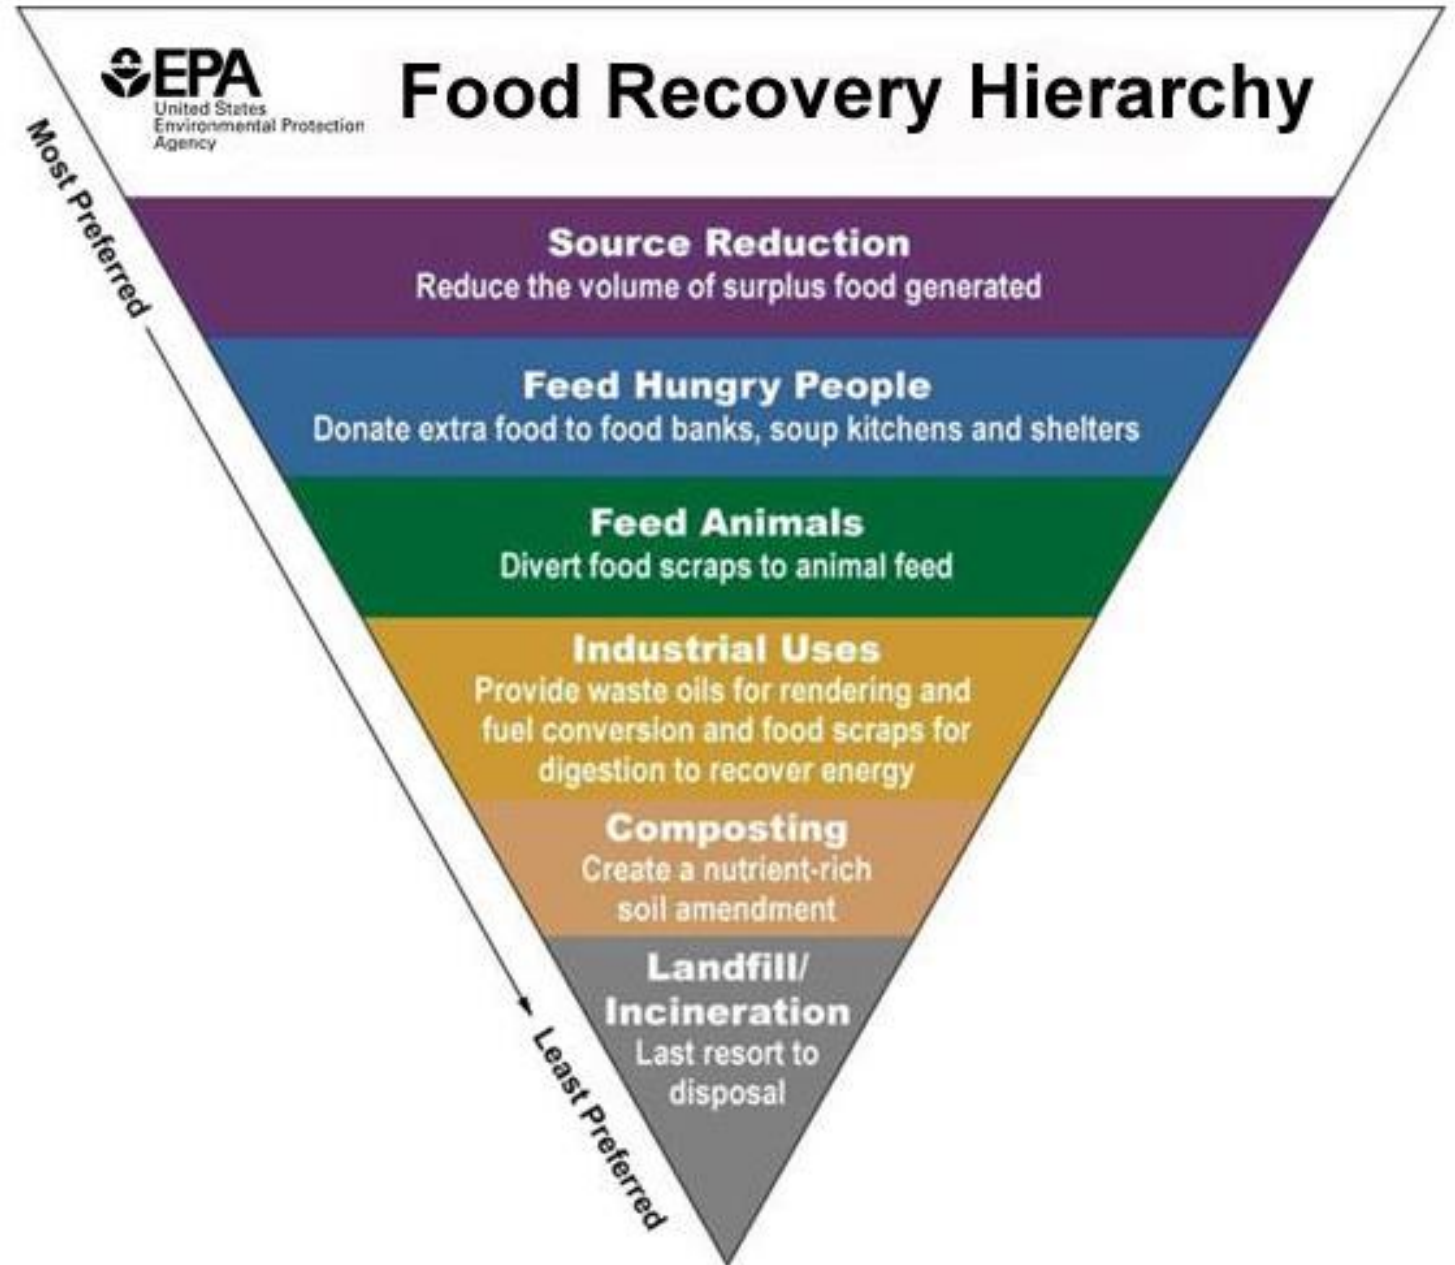 EPA
United States
Environmental Protection
Agency
Food Recovery Hierarchy
Most Preferred
Source Reduction
Reduce the volume of surplus food generated
Feed Hungry People
Donate extra food to food banks, soup kitchens and shelters
Feed Animals
Divert food scraps to animal feed
Industrial Uses
Provide waste oils for rendering and
fuel conversion and food scraps for
digestion to recover energy
Composting
Create a nutrient-rich
soil amendment
Landfill/
Incineration
Last resort to
disposal
Least Preferred